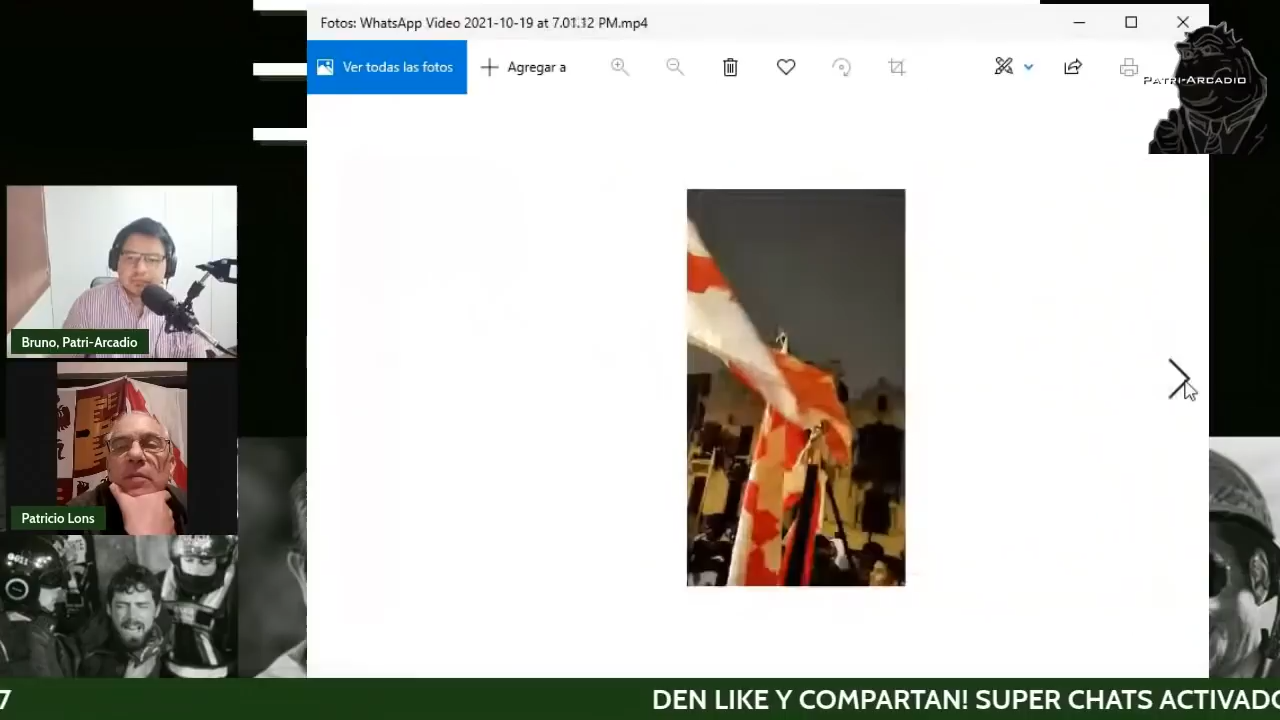 Fotos: WhatsApp Video 2021-10-19 at 7.01.12 PM.mp4
Ver todas las fotos
Agregar a
PATRI-ARCADIO
Bruno, Patri-Arcadio
Patricio Lons
7
DEN LIKE Y COMPARTAN! SUPER CHATS ACTIVADO